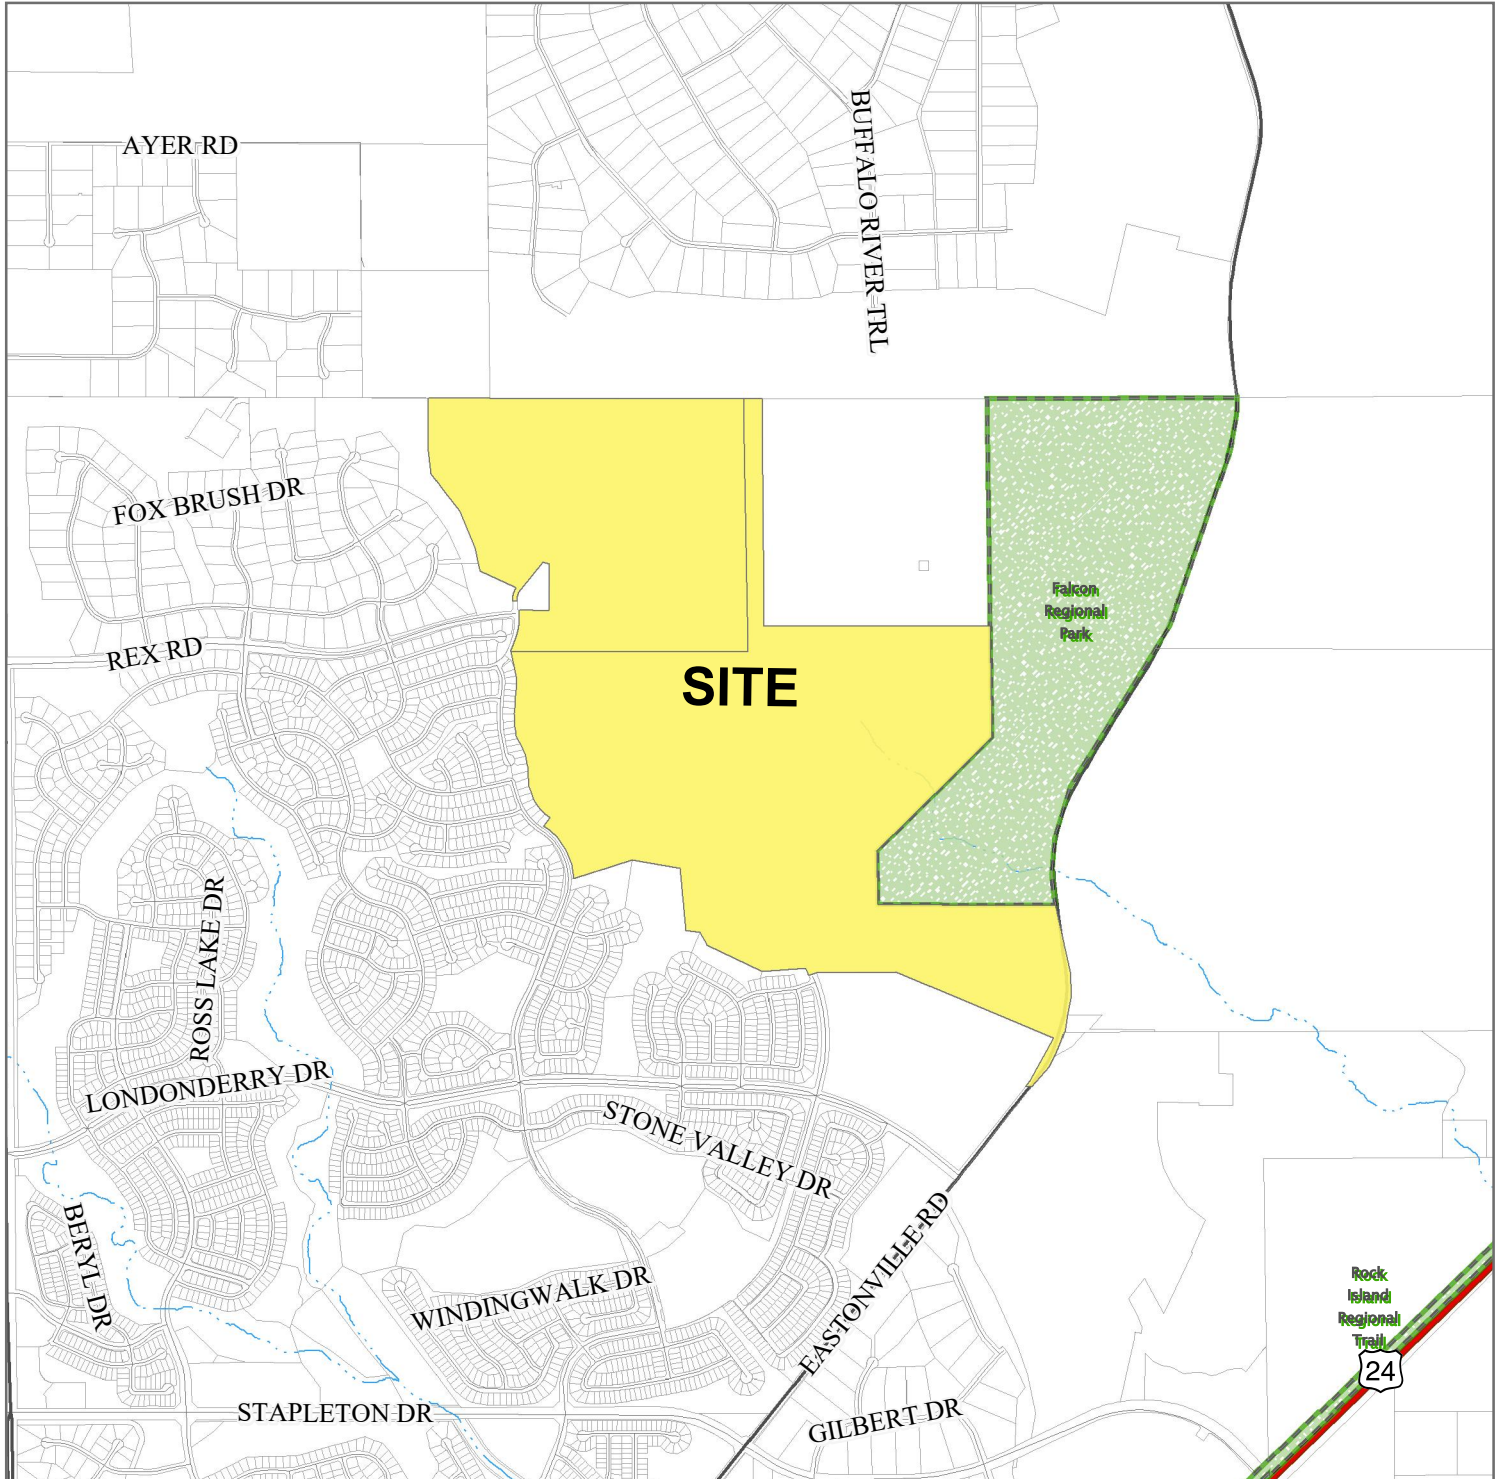 AYER RD
BUFFALO RIVER TRL
FOX BRUSH DR
Falcon
Regional
Park
REX RD
SITE
ROSS LAKE DR
LONDONDERRY DR
STONE VALLEY DR
BERYL DR
WINDINGWALK DR
EASTONVILLE RD
Rock
Island
Regional
Trail
24
STAPLETON DR
GILBERT DR